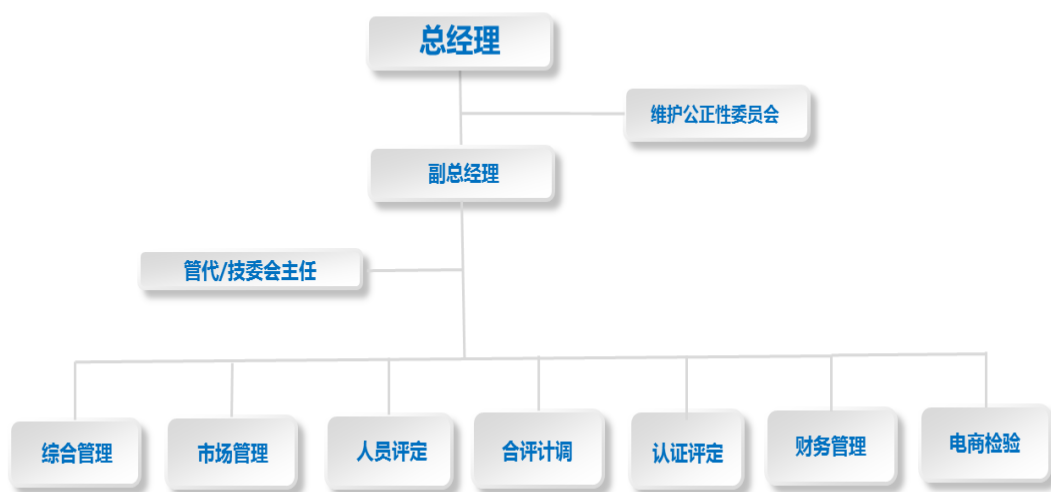 总经理
维护公正性委员会
副总经理
管代/技委会主任
综合管理
市场管理
人员评定
合评计调
认证评定
财务管理
电商检验